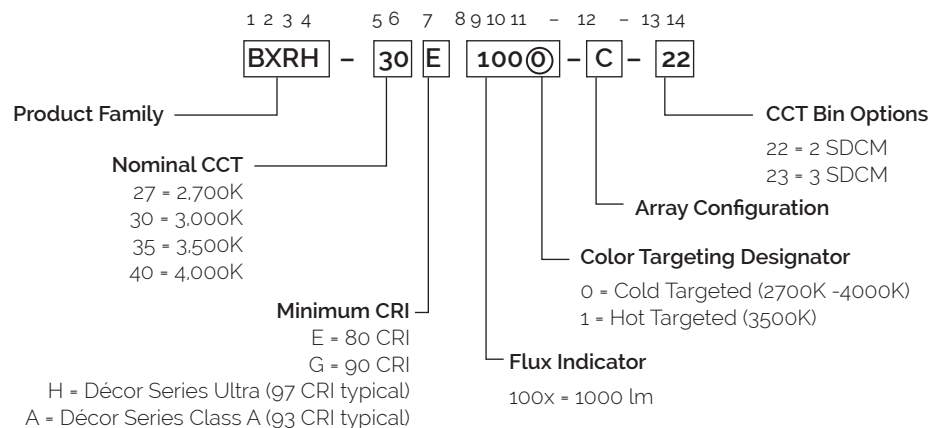 1 2 3 4 5 6 7 8 9 10 11 - 12 - 13 14
BXRH - 30 E 1000 - C - 22
Product Family
CCT Bin Options
22 = 2 SDCM
23 = 3 SDCM
Nominal CCT
27 = 2,700K
30 = 3,000K
35 = 3,500K
40 = 4,000K
Array Configuration
Color Targeting Designator
0 = Cold Targeted (2700K -4000K)
1 = Hot Targeted (3500K)
Minimum CRI
E = 80 CRI
G = 90 CRI
H = Décor Series Ultra (97 CRI typical)
A = Décor Series Class A (93 CRI typical)
Flux Indicator
100x = 1000 lm